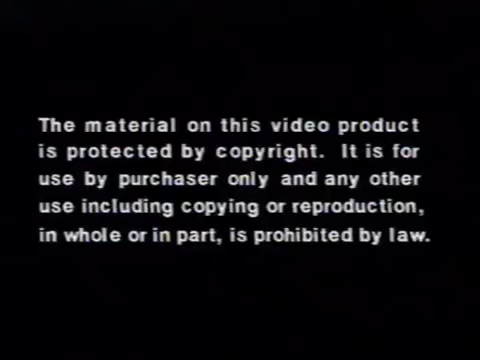 The material on this video product
is protected by copyright. It is for
use by purchaser only and any other
use including copying or reproduction,
in whole or in part, is prohibited by law.